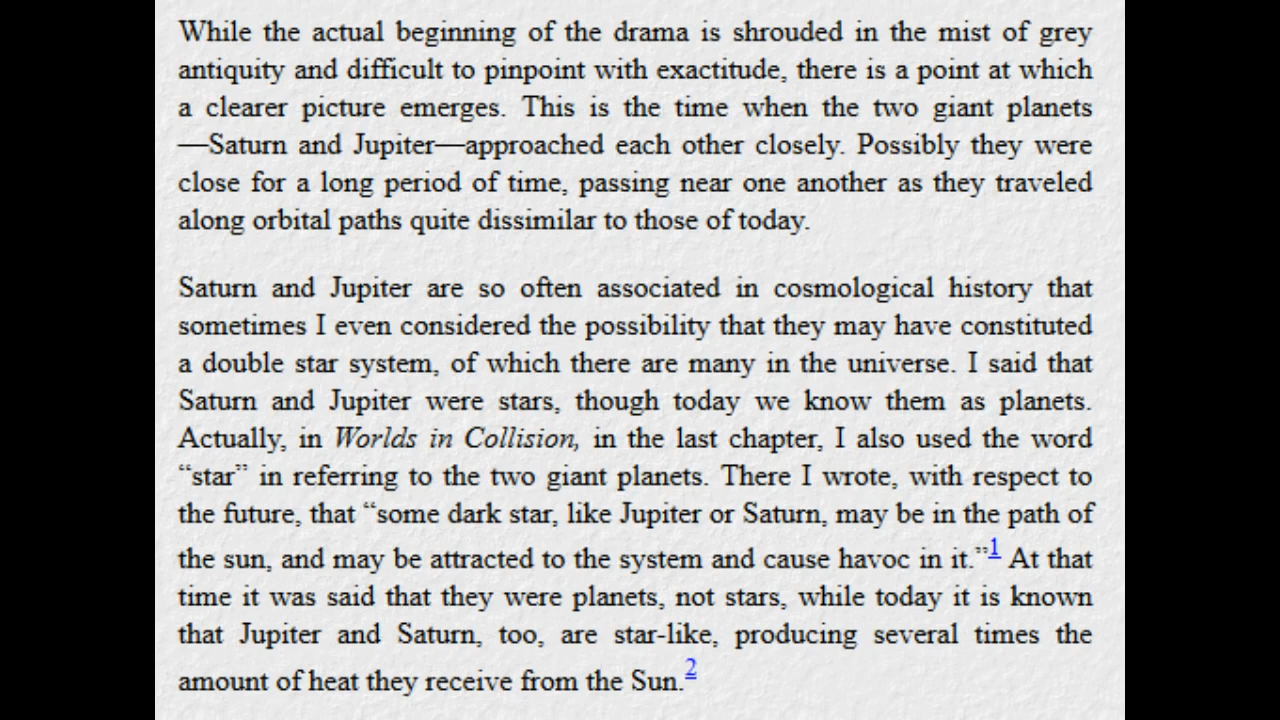 While the actual beginning of the drama is shrouded in the mist of grey
antiquity and difficult to pinpoint with exactitude, there is a point at which
a clearer picture emerges. This is the time when the two giant planets
—Saturn and Jupiter—approached each other closely. Possibly they were
close for a long period of time, passing near one another as they traveled
along orbital paths quite dissimilar to those of today.
Saturn and Jupiter are so often associated in cosmological history that
sometimes I even considered the possibility that they may have constituted
a double star system, of which there are many in the universe. I said that
Saturn and Jupiter were stars, though today we know them as planets.
Actually, in Worlds in Collision, in the last chapter, I also used the word
“star” in referring to the two giant planets. There I wrote, with respect to
the future, that “some dark star, like Jupiter or Saturn, may be in the path of
the sun, and may be attracted to the system and cause havoc in it.”1 At that
time it was said that they were planets, not stars, while today it is known
that Jupiter and Saturn, too, are star-like, producing several times the
amount of heat they receive from the Sun.2